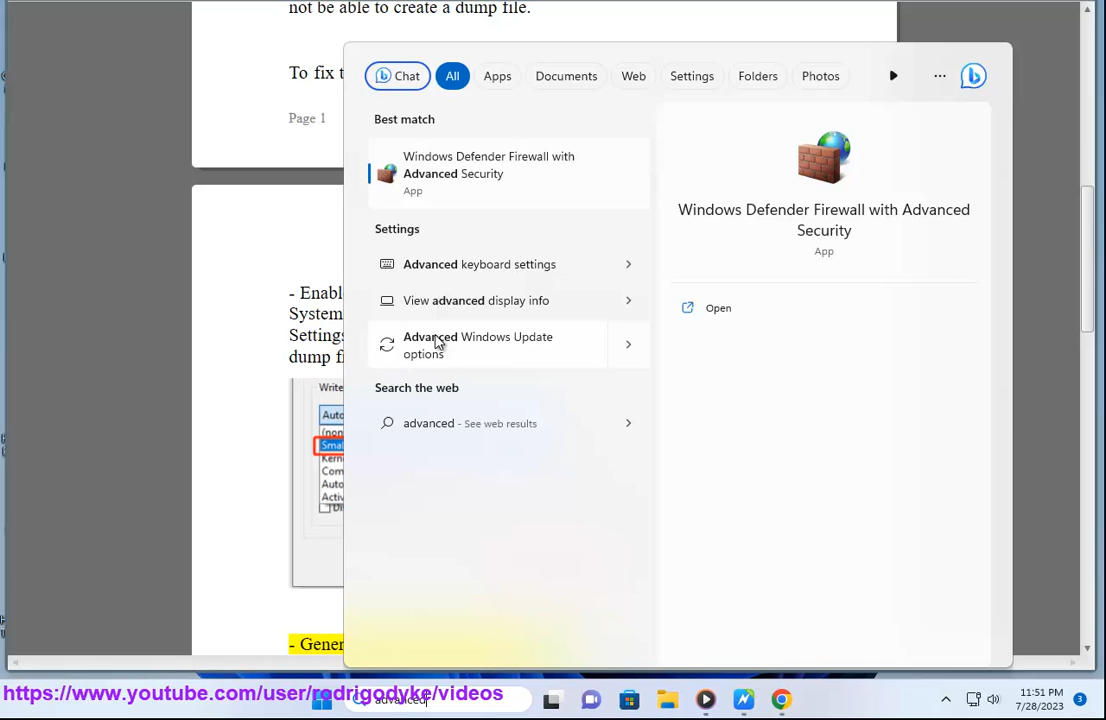 not be able to create a dump file.
To fix t
Page 1
Chat
All
Apps
Documents
Web
Settings
Folders
Photos
Best match
Windows Defender Firewall with
Advanced Security
App
Settings
Advanced keyboard settings
View advanced display info
Advanced Windows Update
options
Search the web
advanced - See web results
Windows Defender Firewall with Advanced
Security
App
Open
- Enabl
System
Settings
dump fi
Write
Auto
(non
Smal
Kern
Com
Auto
Activ
Di
- Gener
https://www.youtube.com/user/rodrigodyke/videos
advanced
11:51 PM
7/28/2023
3